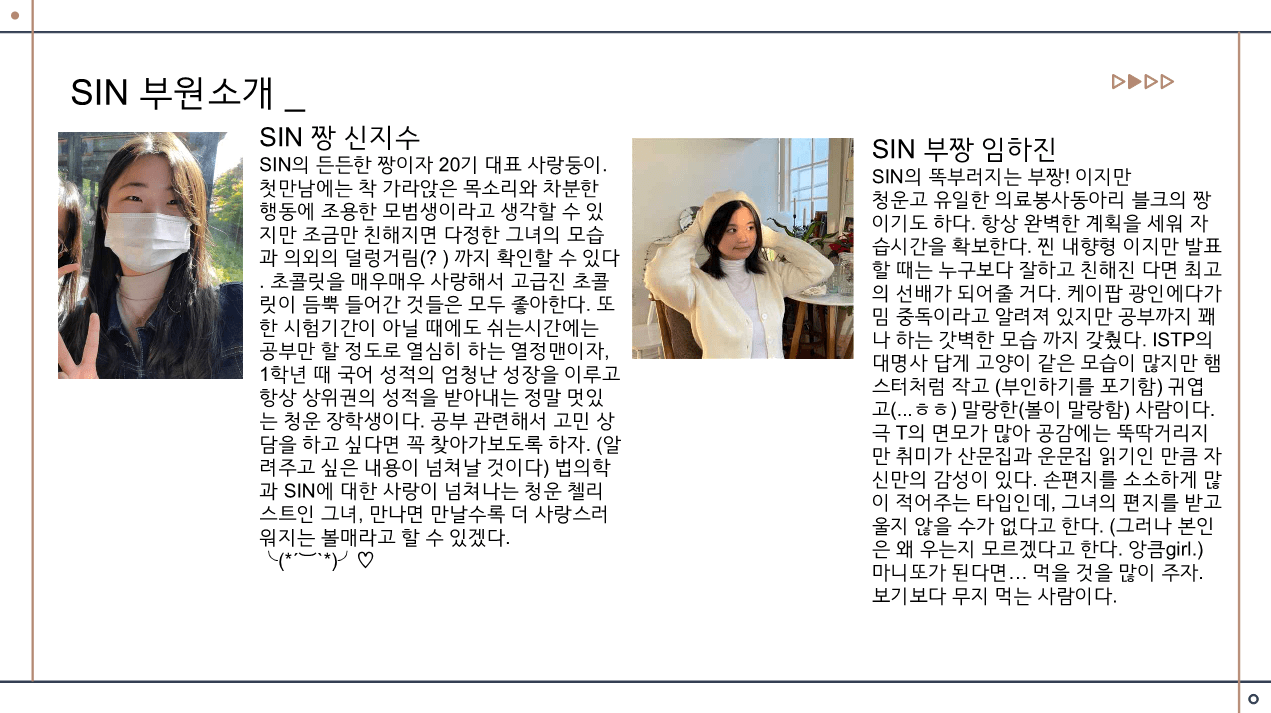 SIN 부원소개 _
SIN 짱 신지수
SIN의 든든한 짱이자 20기 대표 사랑둥이.
첫만남에는 착 가라앉은 목소리와 차분한
행동에 조용한 모범생이라고 생각할 수 있
지만 조금만 친해지면 다정한 그녀의 모습
과 의외의 덜렁거림(? ) 까지 확인할 수 있다
. 초콜릿을 매우매우 사랑해서 고급진 초콜
릿이 듬뿍 들어간 것들은 모두 좋아한다. 또
한 시험기간이 아닐 때에도 쉬는시간에는
공부만 할 정도로 열심히 하는 열정맨이자,
1학년 때 국어 성적의 엄청난 성장을 이루고
항상 상위권의 성적을 받아내는 정말 멋있
는 청운 장학생이다. 공부 관련해서 고민 상
담을 하고 싶다면 꼭 찾아가보도록 하자. (알
려주고 싶은 내용이 넘쳐날 것이다) 법의학
과 SIN에 대한 사랑이 넘쳐나는 청운 첼리
스트인 그녀, 만나면 만날수록 더 사랑스러
워지는 볼매라고 할 수 있겠다.
╰(*´︶`*)╯♡
SIN 부짱 임하진
SIN의 똑부러지는 부짱! 이지만
청운고 유일한 의료봉사동아리 블크의 짱
이기도 하다. 항상 완벽한 계획을 세워 자
습시간을 확보한다. 찐 내향형 이지만 발표
할 때는 누구보다 잘하고 친해진 다면 최고
의 선배가 되어줄 거다. 케이팝 광인에다가
밈 중독이라고 알려져 있지만 공부까지 꽤
나 하는 갓벽한 모습 까지 갖췄다. ISTP의
대명사 답게 고양이 같은 모습이 많지만 햄
스터처럼 작고 (부인하기를 포기함) 귀엽
고(...ㅎㅎ) 말랑한(볼이 말랑함) 사람이다.
극 T의 면모가 많아 공감에는 뚝딱거리지
만 취미가 산문집과 운문집 읽기인 만큼 자
신만의 감성이 있다. 손편지를 소소하게 많
이 적어주는 타입인데, 그녀의 편지를 받고
울지 않을 수가 없다고 한다. (그러나 본인
은 왜 우는지 모르겠다고 한다. 앙큼girl.)
마니또가 된다면... 먹을 것을 많이 주자.
보기보다 무지 먹는 사람이다.